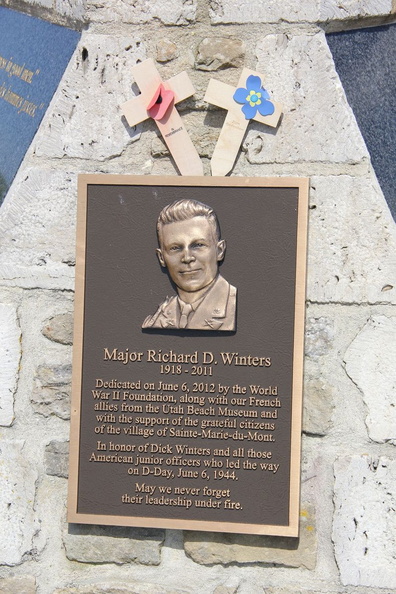 Major Richard D. Winters
1918 - 2011
Dedicated on June 6, 2012 by the World
War II Foundation, along with our French
allies from the Utah Beach Museum and
with the support of the grateful citizens
of the village of Sainte-Marie-du-Mont.
In honor of Dick Winters and all those
American junior officers who led the way
on D-Day, June 6, 1944.
May we never forget
their leadership under fire.